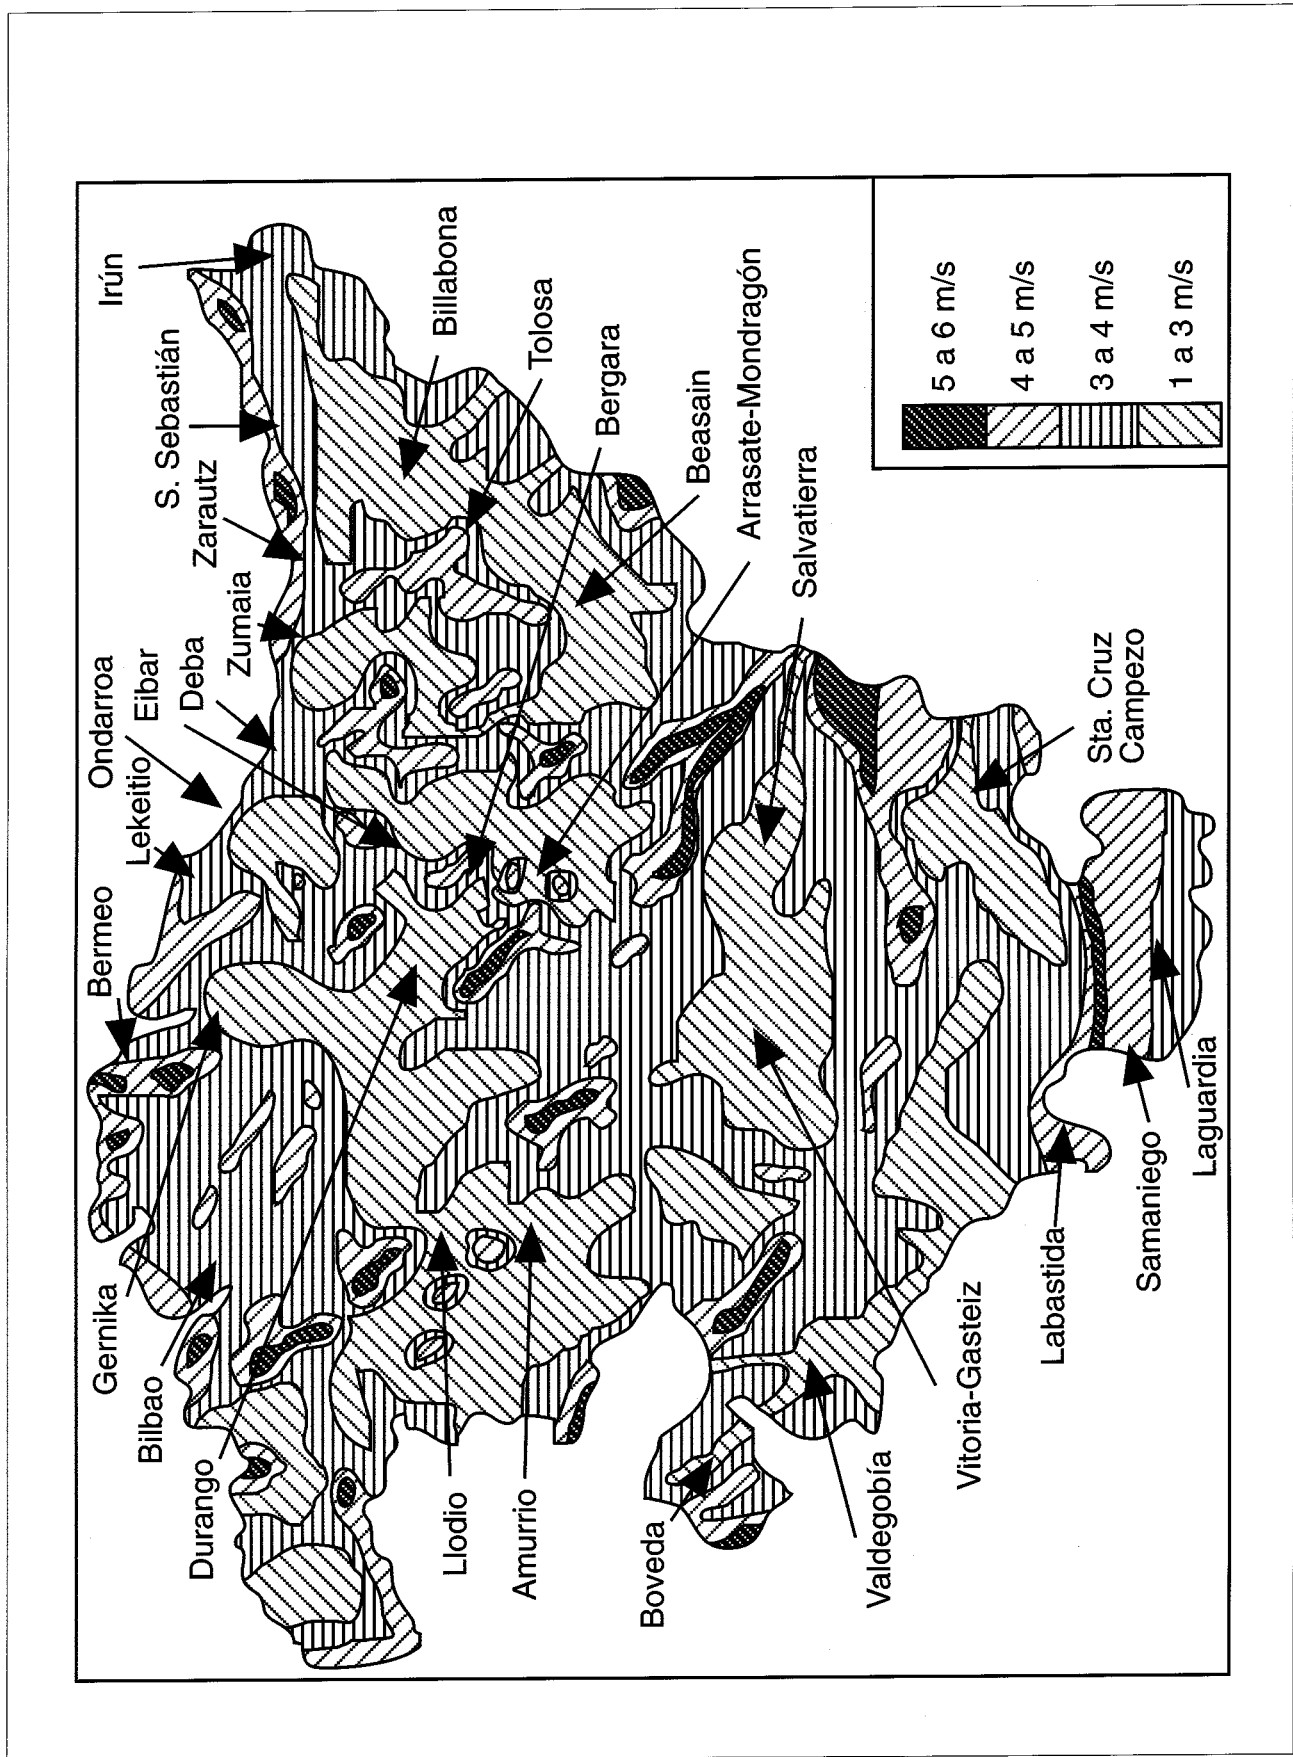 Irún
S. Sebastián
Zarautz
Zumaia
Deba
Eibar
Ondarroa
Lekeitio
Bermeo
Gernika
Bilbao
Durango
Llodio
Amurrio
Boveda
Valdegobía
Vitoria-Gasteiz
Labastida
Samaniego
Laguardia
Sta. Cruz
Campezo
Salvatierra
Arrasate-Mondragón
Beasain
Bergara
Tolosa
Billabona
5 a 6 m/s
4 a 5 m/s
3 a 4 m/s
1 a 3 m/s